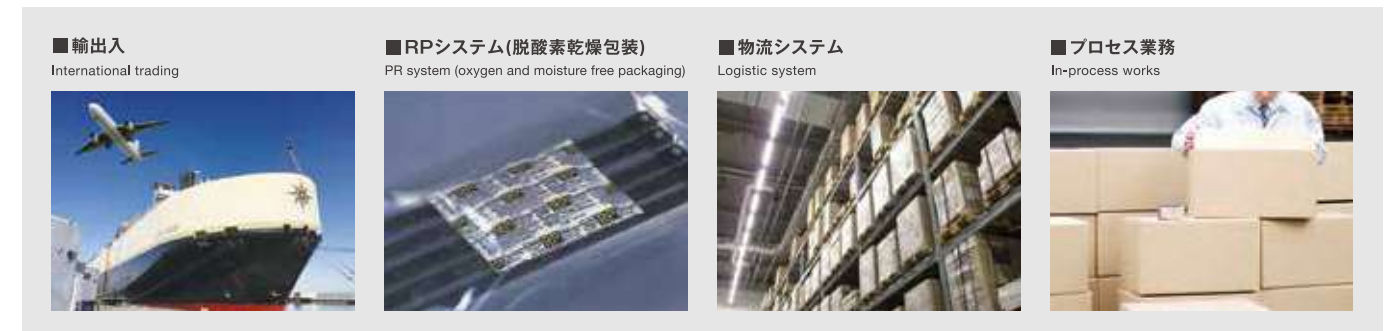 ■輸出入
International trading
■RPシステム(脱酸素乾燥包装)
PR system (oxygen and moisture free packaging)
■物流システム
Logistic system
■プロセス業務
In-process works